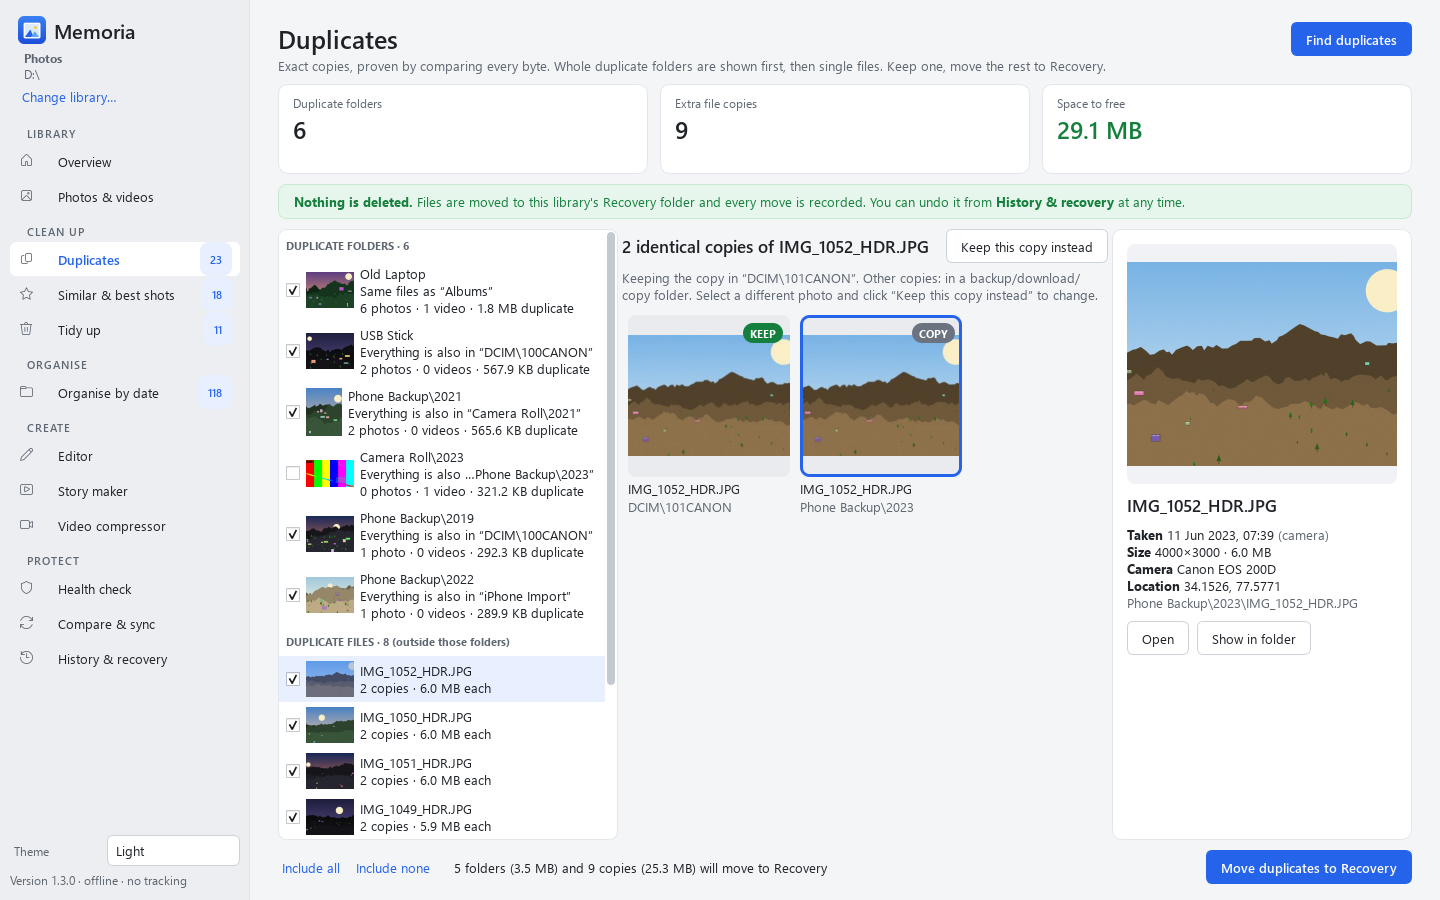 Memoria
Photos
D:\
Change library...
LIBRARY
Overview
Photos & videos
CLEAN UP
Duplicates 23
Similar & best shots 18
Tidy up 11
ORGANISE
Organise by date 118
CREATE
Editor
Story maker
Video compressor
PROTECT
Health check
Compare & sync
History & recovery
Theme Light
Version 1.3.0 · offline · no tracking
Duplicates
Find duplicates
Exact copies, proven by comparing every byte. Whole duplicate folders are shown first, then single files. Keep one, move the rest to Recovery.
Duplicate folders
6
Extra file copies
9
Space to free
29.1 MB
Nothing is deleted. Files are moved to this library's Recovery folder and every move is recorded. You can undo it from History & recovery at any time.
DUPLICATE FOLDERS · 6
Old Laptop
Same files as “Albums”
6 photos · 1 video · 1.8 MB duplicate
USB Stick
Everything is also in “DCIM\100CANON”
2 photos · 0 videos · 567.9 KB duplicate
Phone Backup\2021
Everything is also in “Camera Roll\2021”
2 photos · 0 videos · 565.6 KB duplicate
Camera Roll\2023
Everything is also ...Phone Backup\2023”
0 photos · 1 video · 321.2 KB duplicate
Phone Backup\2019
Everything is also in “DCIM\100CANON”
1 photo · 0 videos · 292.3 KB duplicate
Phone Backup\2022
Everything is also in “iPhone Import”
1 photo · 0 videos · 289.9 KB duplicate
DUPLICATE FILES · 8 (outside those folders)
IMG_1052_HDR.JPG
2 copies · 6.0 MB each
IMG_1050_HDR.JPG
2 copies · 6.0 MB each
IMG_1051_HDR.JPG
2 copies · 6.0 MB each
IMG_1049_HDR.JPG
2 copies · 5.9 MB each
2 identical copies of IMG_1052_HDR.JPG
Keep this copy instead
Keeping the copy in “DCIM\101CANON”. Other copies: in a backup/download/
copy folder. Select a different photo and click “Keep this copy instead” to change.
KEEP
COPY
IMG_1052_HDR.JPG
DCIM\101CANON
IMG_1052_HDR.JPG
Phone Backup\2023
IMG_1052_HDR.JPG
Taken 11 Jun 2023, 07:39 (camera)
Size 4000×3000 · 6.0 MB
Camera Canon EOS 200D
Location 34.1526, 77.5771
Phone Backup\2023\IMG_1052_HDR.JPG
Open
Show in folder
Include all
Include none
5 folders (3.5 MB) and 9 copies (25.3 MB) will move to Recovery
Move duplicates to Recovery